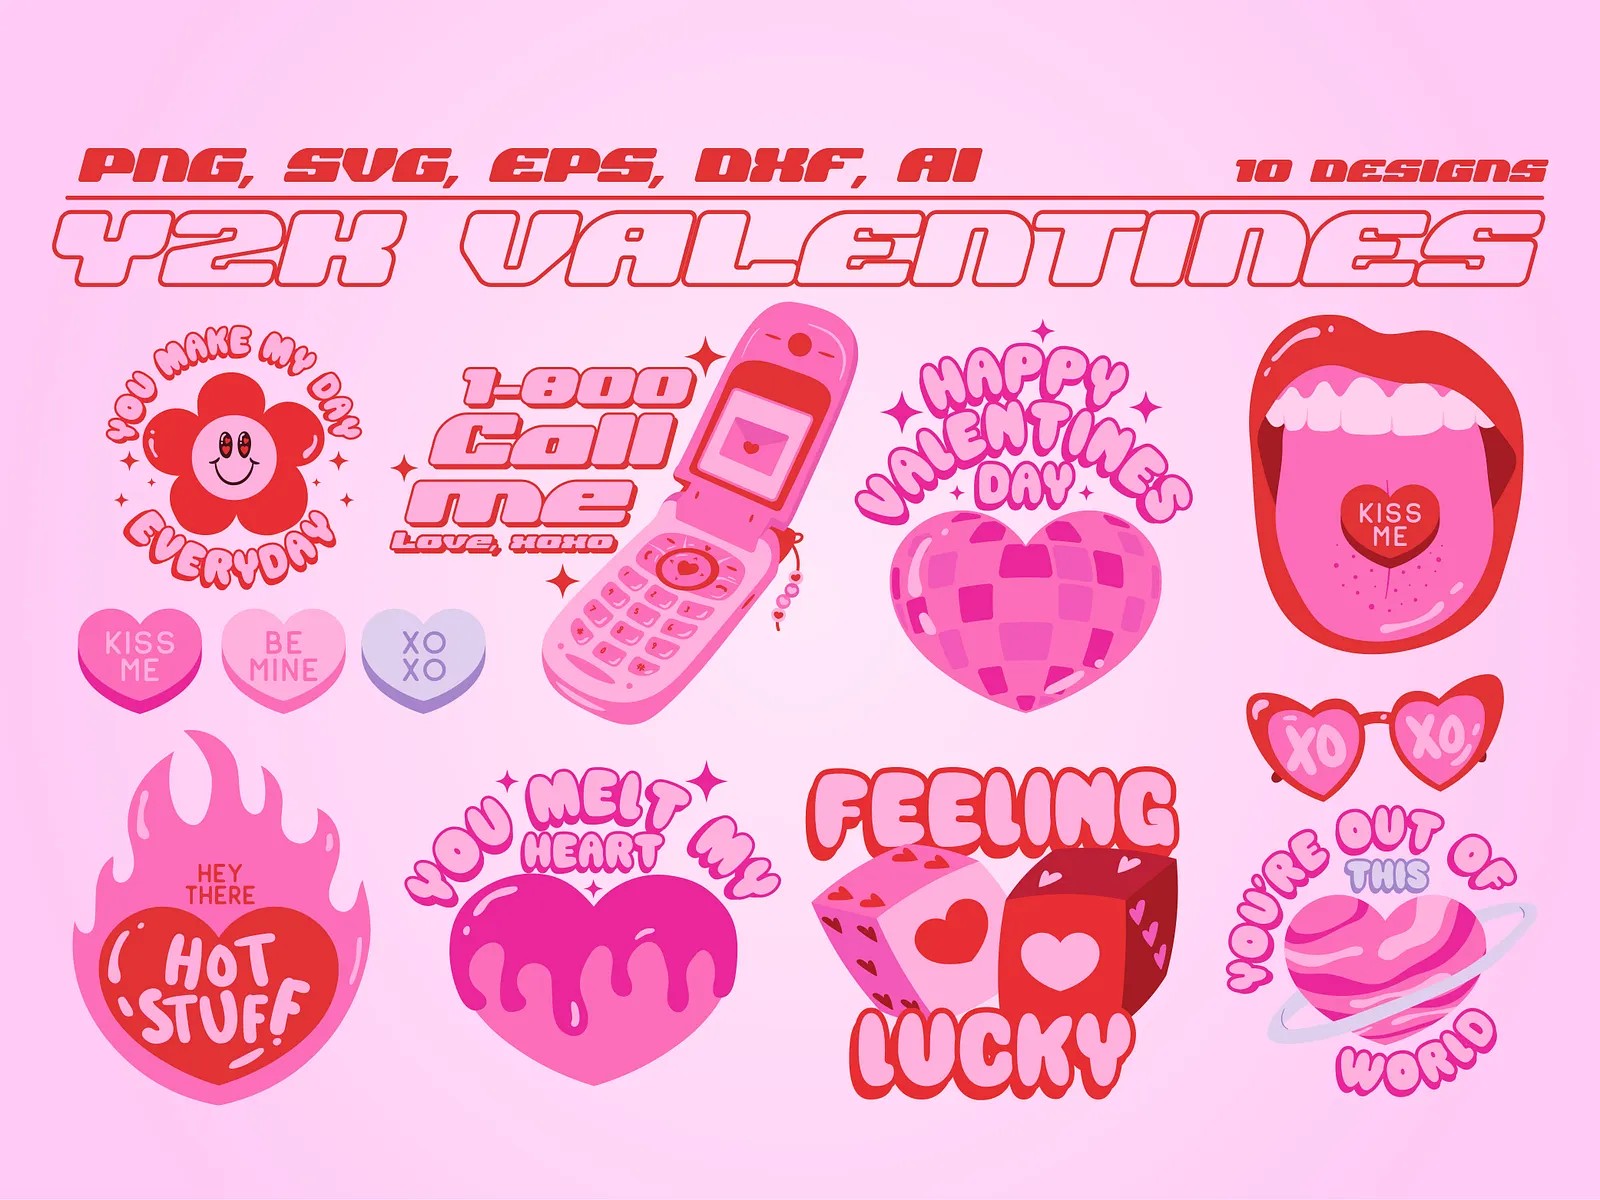 PNG, SVG, EPS, DXF, AI
10 DESIGNS
Y2K VALENTINES
YOU MAKE MY DAY
EVERYDAY
1-800
Call
me
Love, xoxo
HAPPY
VALENTINES
DAY
KISS
ME
KISS
ME
BE
MINE
XO
XO
XO XO
HEY
THERE
HOT
STUFF
YOU MELT MY
HEART
FEELING
LUCKY
YOU'RE OUT OF
THIS
WORLD